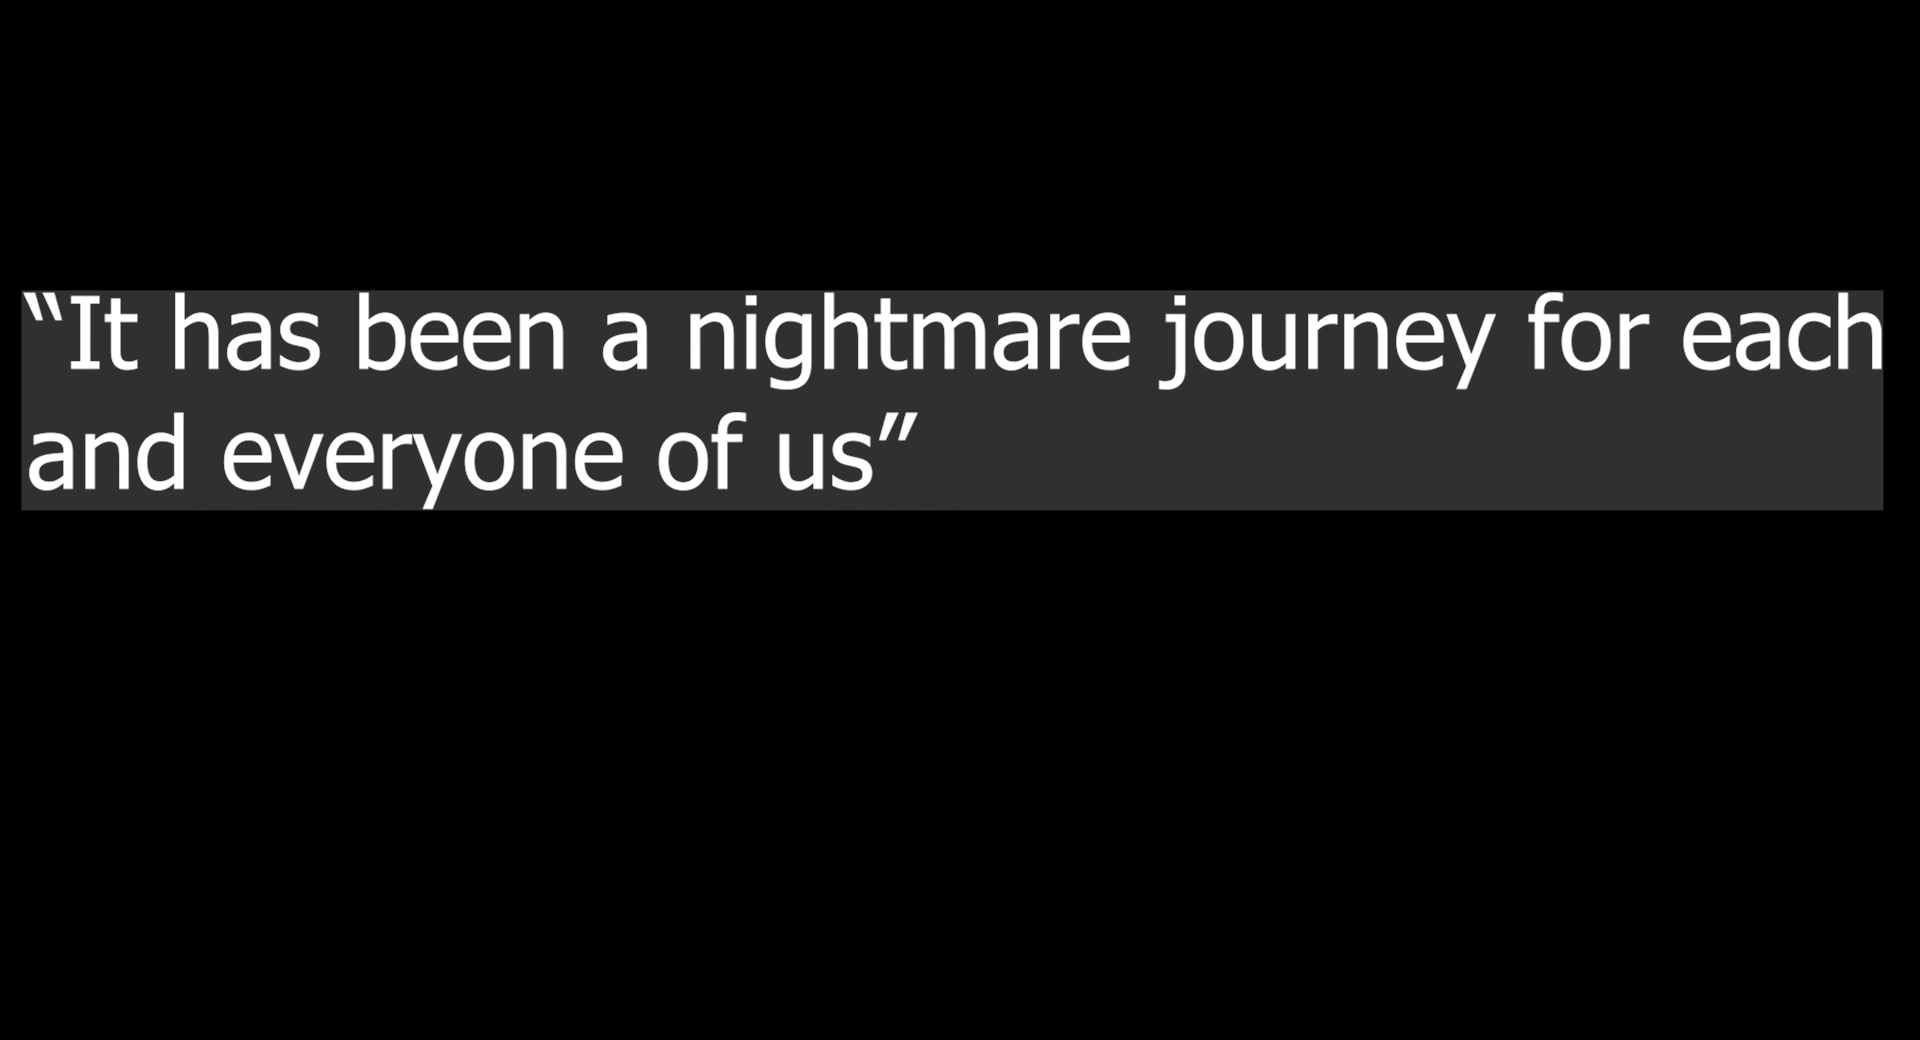 “It has been a nightmare journey for each
and everyone of us”